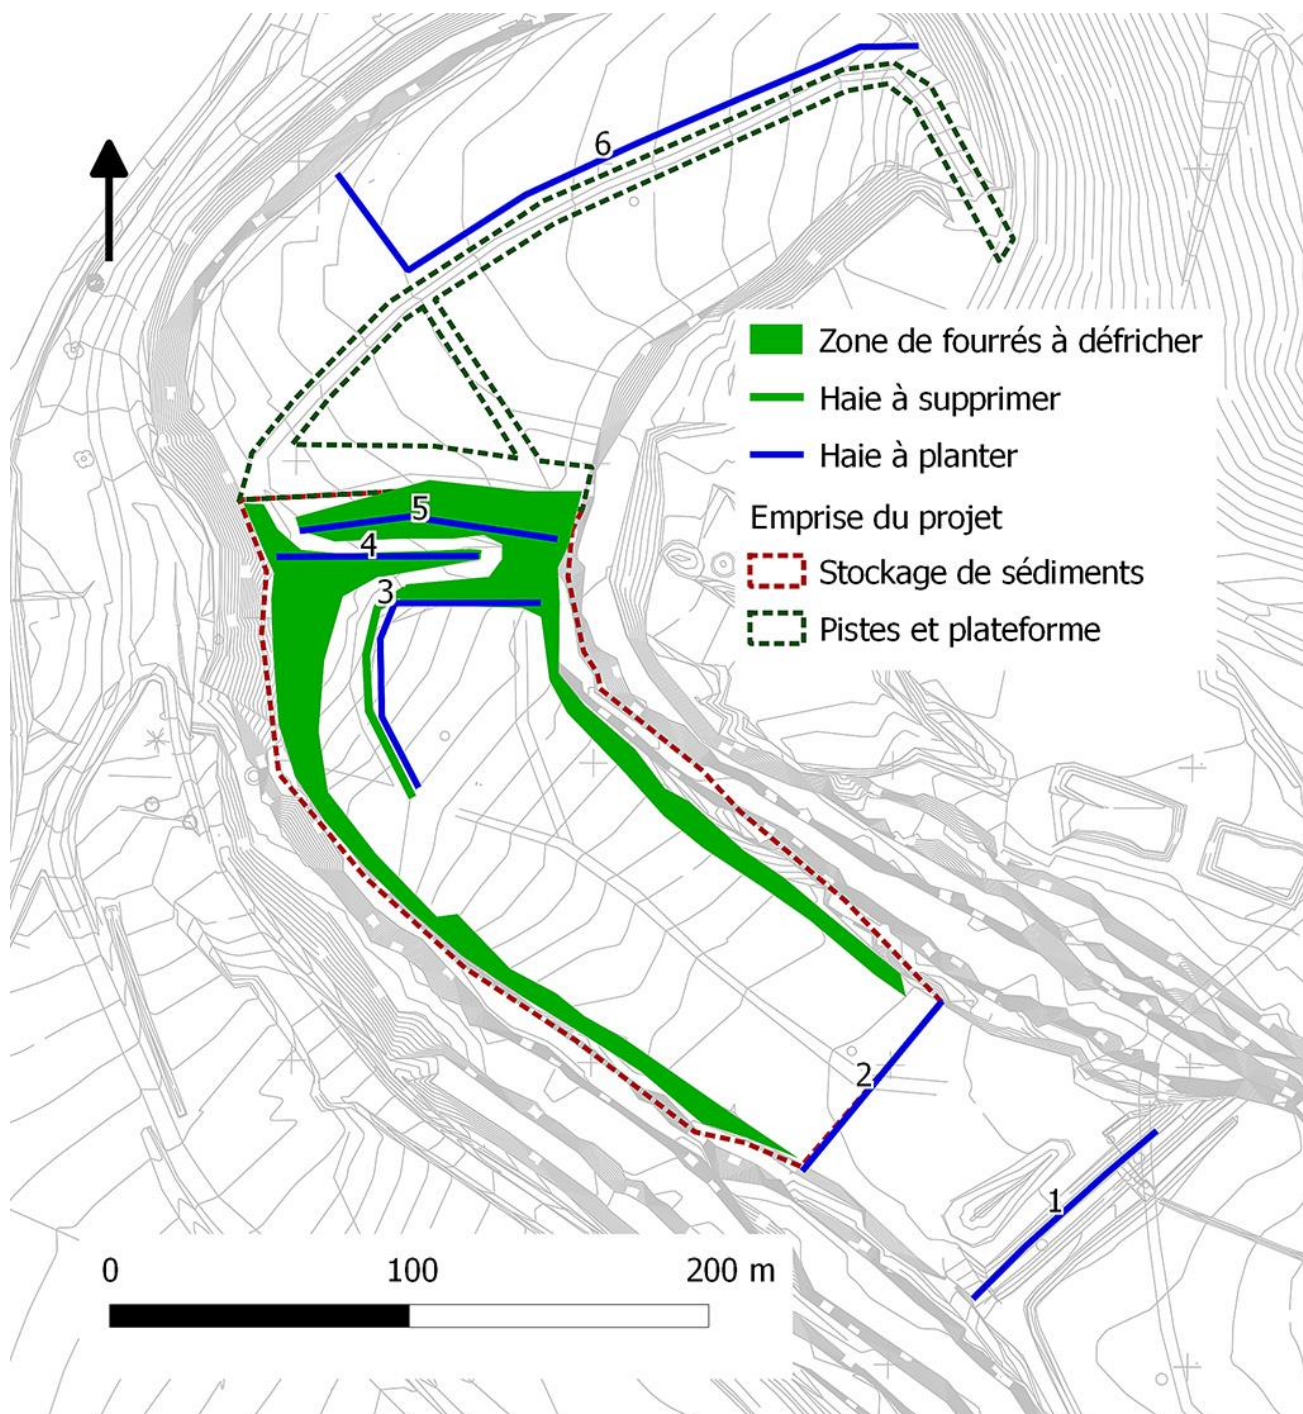 6
Zone de fourrés à défricher
Haie à supprimer
Haie à planter
Emprise du projet
Stockage de sédiments
Pistes et plateforme
5
4
3
2
1
0 100 200 m